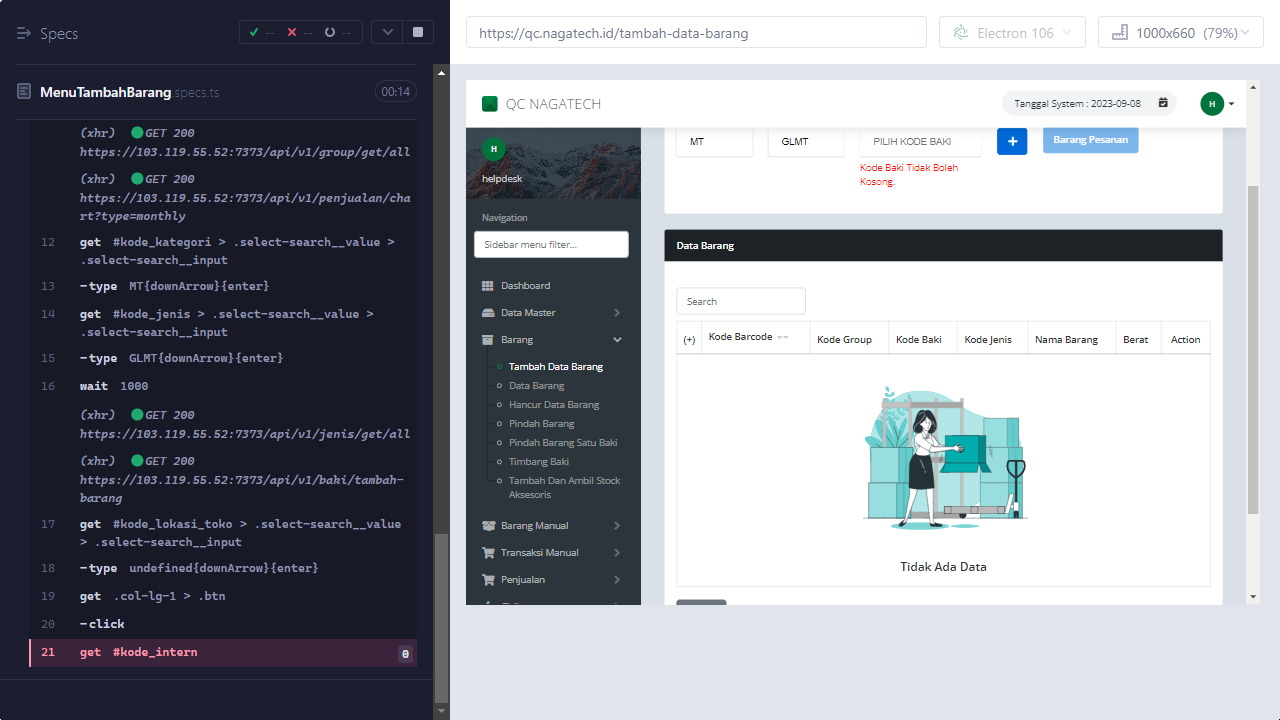 Specs
--
--
--
https://qc.nagatech.id/tambah-data-barang
Electron 106
1000x660 (79%)
MenuTambahBarang.specs.ts
00:14
(xhr) GET 200
https://103.119.55.52:7373/api/v1/group/get/all
(xhr) GET 200
https://103.119.55.52:7373/api/v1/penjualan/cha
rt?type=monthly
12 get #kode_kategori > .select-search__value >
.select-search__input
13 -type MT{downArrow}{enter}
14 get #kode_jenis > .select-search__value >
.select-search__input
15 -type GLMT{downArrow}{enter}
16 wait 1000
(xhr) GET 200
https://103.119.55.52:7373/api/v1/jenis/get/all
(xhr) GET 200
https://103.119.55.52:7373/api/v1/baki/tambah-
barang
17 get #kode_lokasi_toko > .select-search__value
> .select-search__input
18 -type undefined{downArrow}{enter}
19 get .col-lg-1 > .btn
20 -click
21 get #kode_intern 0
QC NAGATECH
Tanggal System : 2023-09-08
H
H
helpdesk
Navigation
Sidebar menu filter...
Dashboard
Data Master
Barang
Tambah Data Barang
Data Barang
Hancur Data Barang
Pindah Barang
Pindah Barang Satu Baki
Timbang Baki
Tambah Dan Ambil Stock
Aksesoris
Barang Manual
Transaksi Manual
Penjualan
MT
GLMT
PILIH KODE BAKI
+
Barang Pesanan
Kode Baki Tidak Boleh
Kosong.
Data Barang
Search
(+) Kode Barcode Kode Group Kode Baki Kode Jenis Nama Barang Berat Action
Tidak Ada Data